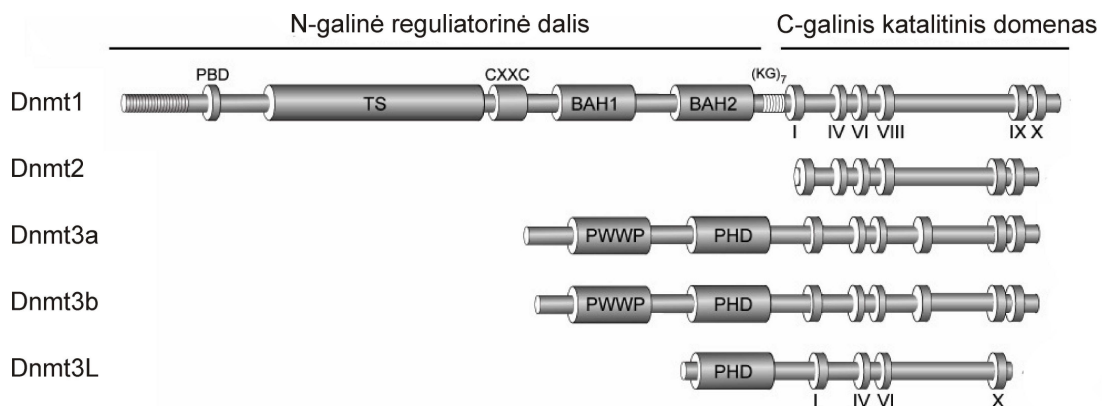 N-galinė reguliatorinė dalis C-galinis katalitinis domenas
PBD CXXC (KG)7
Dnmt1 TS BAH1 BAH2
I IV VI VIII IX X
Dnmt2
Dnmt3a PWWP PHD
Dnmt3b PWWP PHD
Dnmt3L PHD
I IV VI X